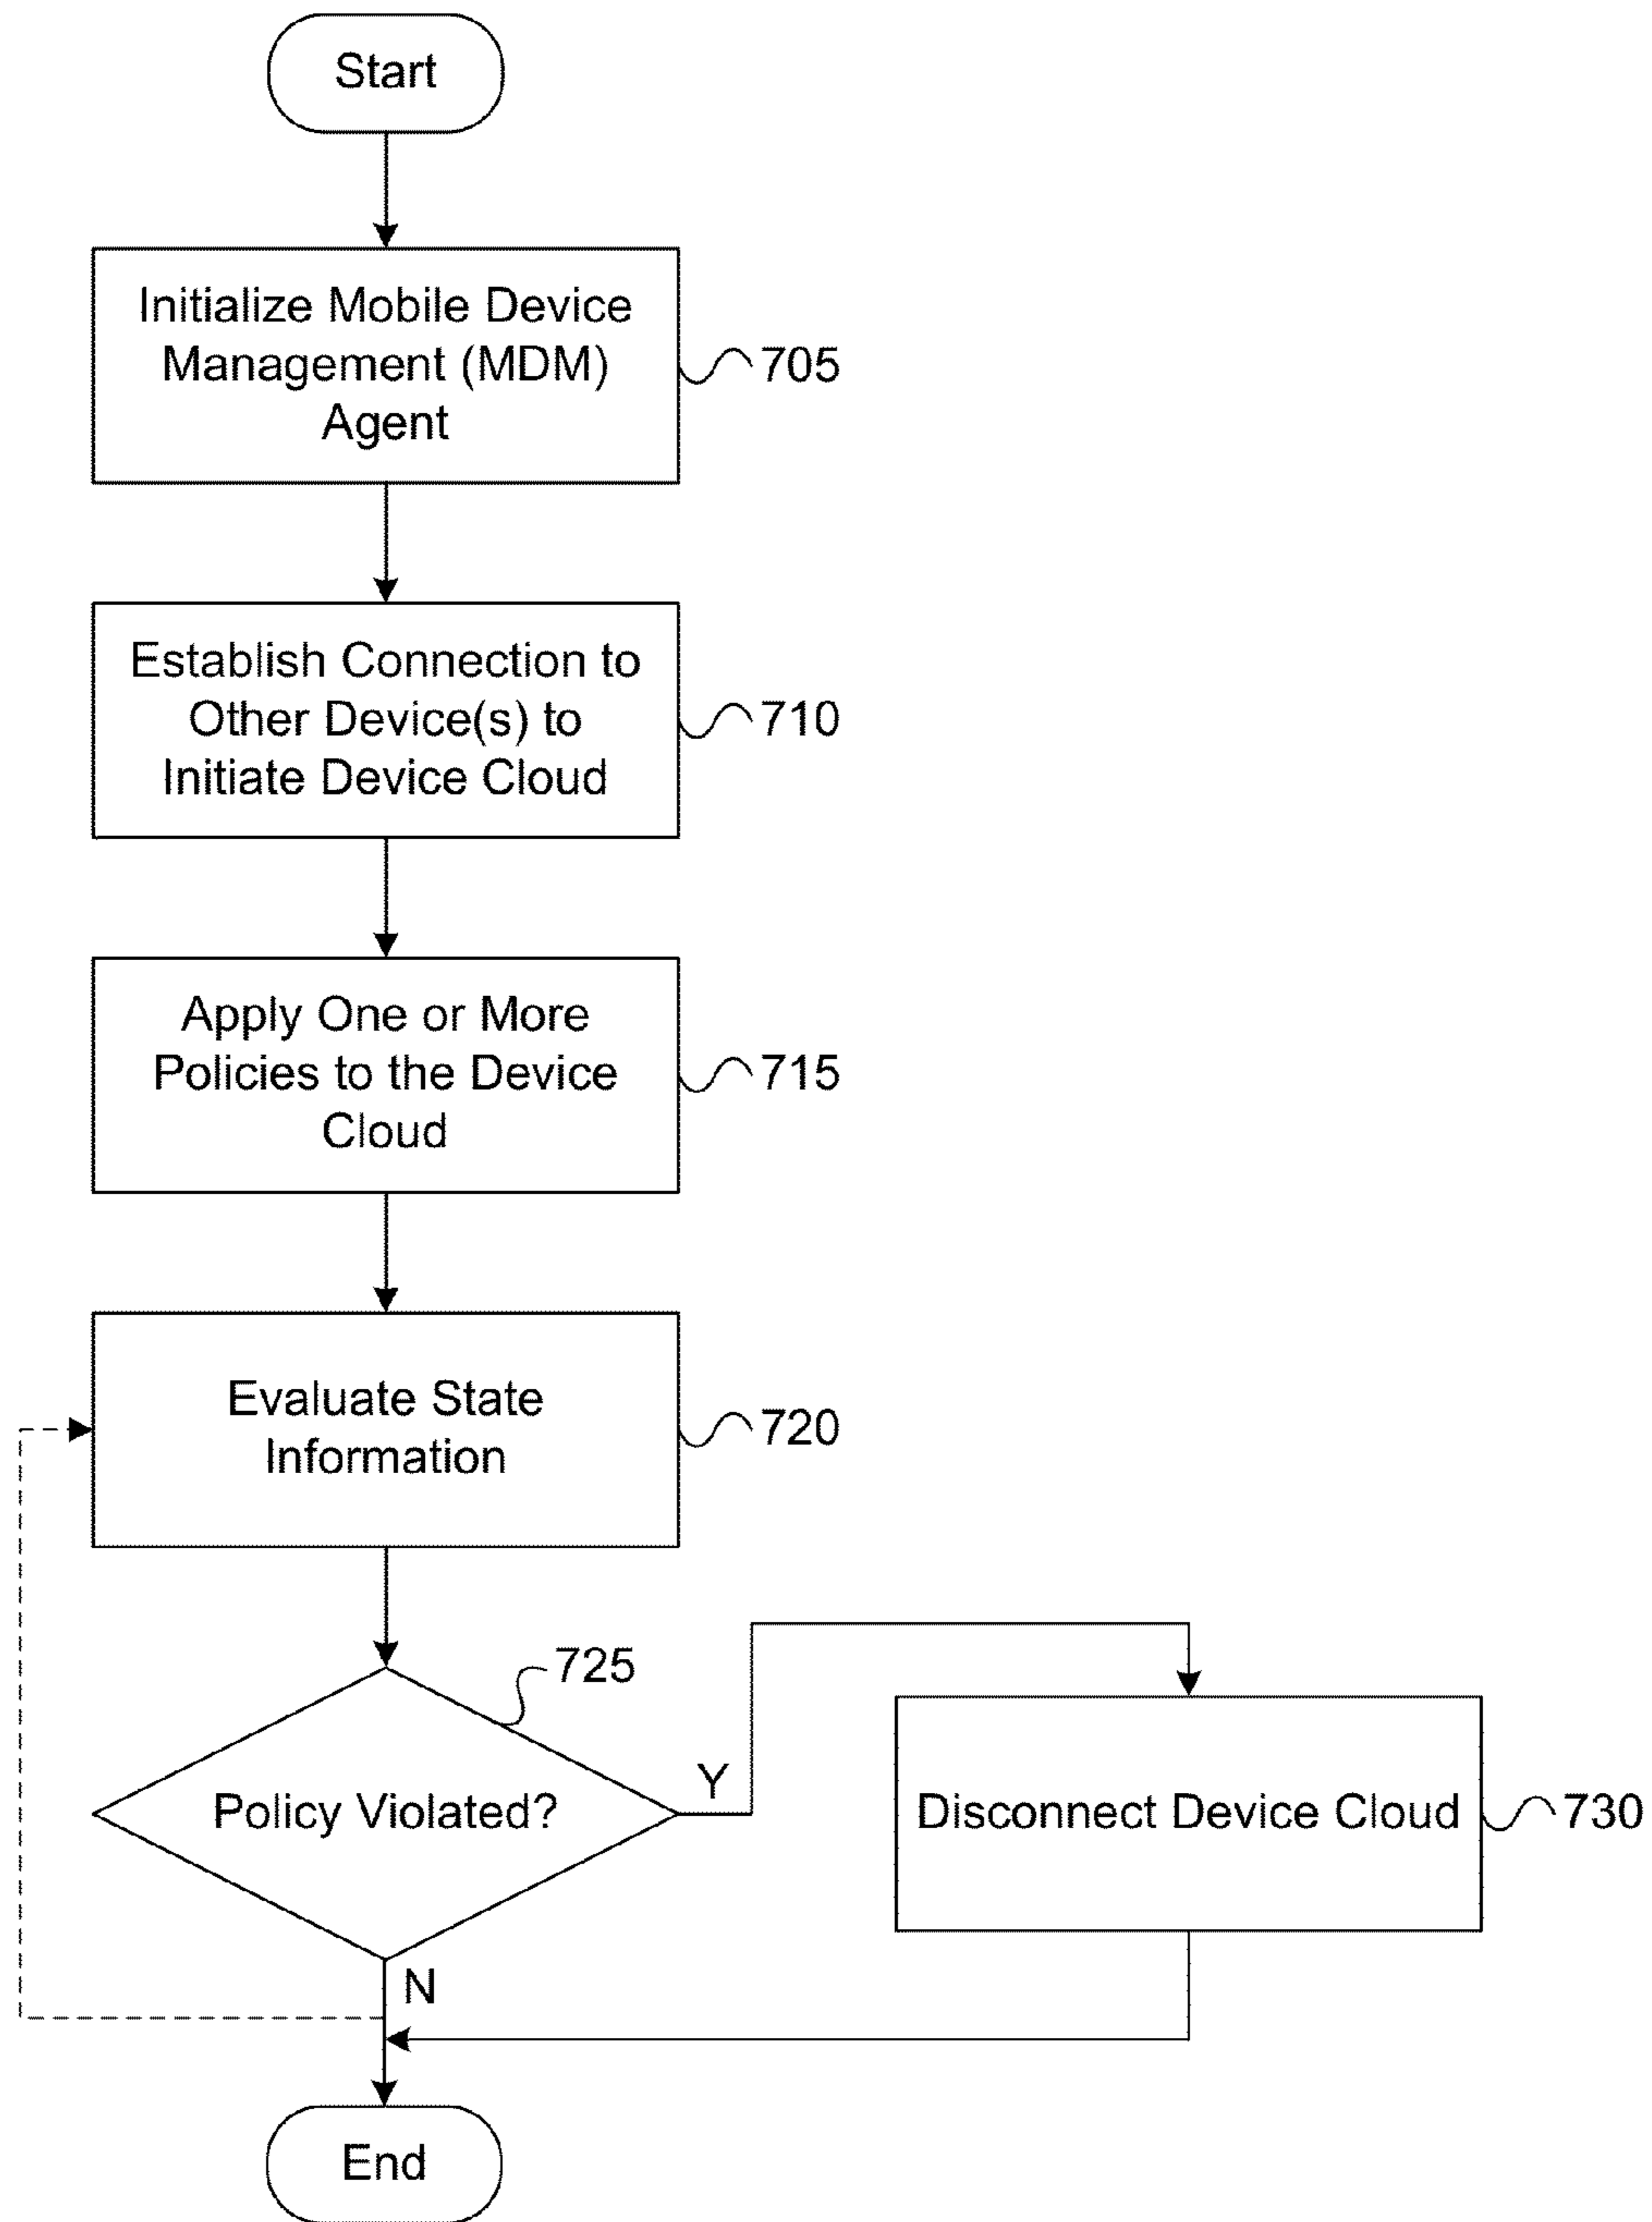 Start
Initialize Mobile Device
Management (MDM)
Agent
705
Establish Connection to
Other Device(s) to
Initiate Device Cloud
710
Apply One or More
Policies to the Device
Cloud
715
Evaluate State
Information
720
725
Policy Violated?
Y
Disconnect Device Cloud
730
N
End